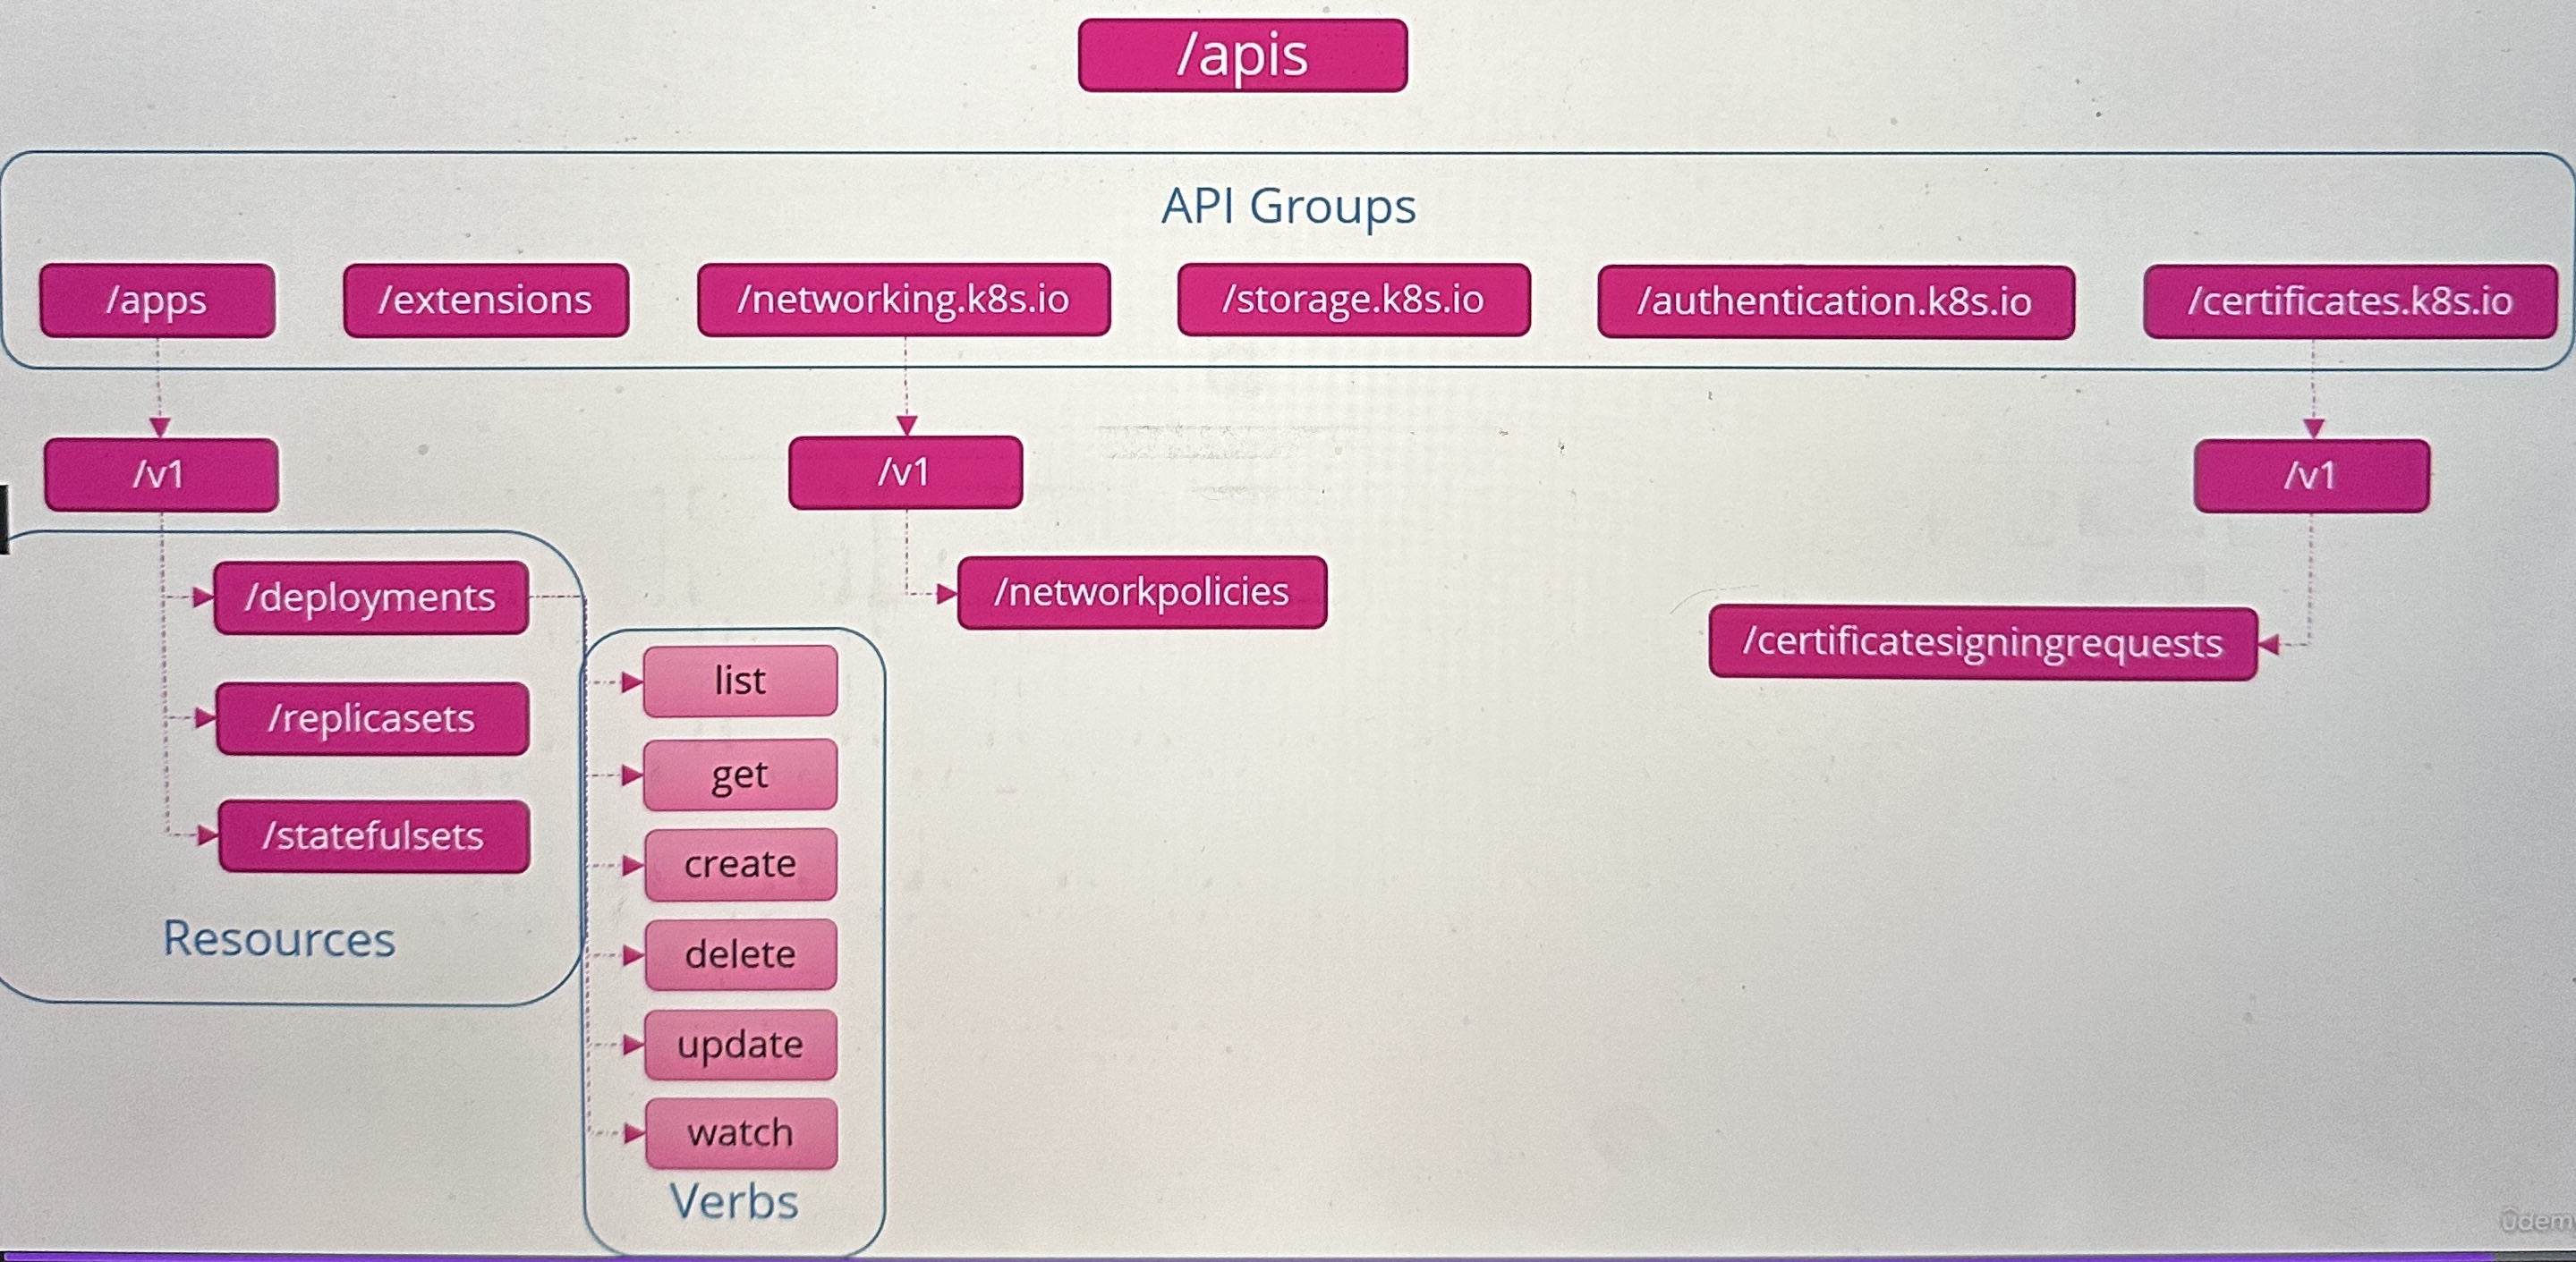 /apis
API Groups
/apps
/extensions
/networking.k8s.io
/storage.k8s.io
/authentication.k8s.io
/certificates.k8s.io
/v1
/v1
/v1
/deployments
/replicasets
/statefulsets
Resources
list
get
create
delete
update
watch
Verbs
/networkpolicies
/certificatesigningrequests
ûdem